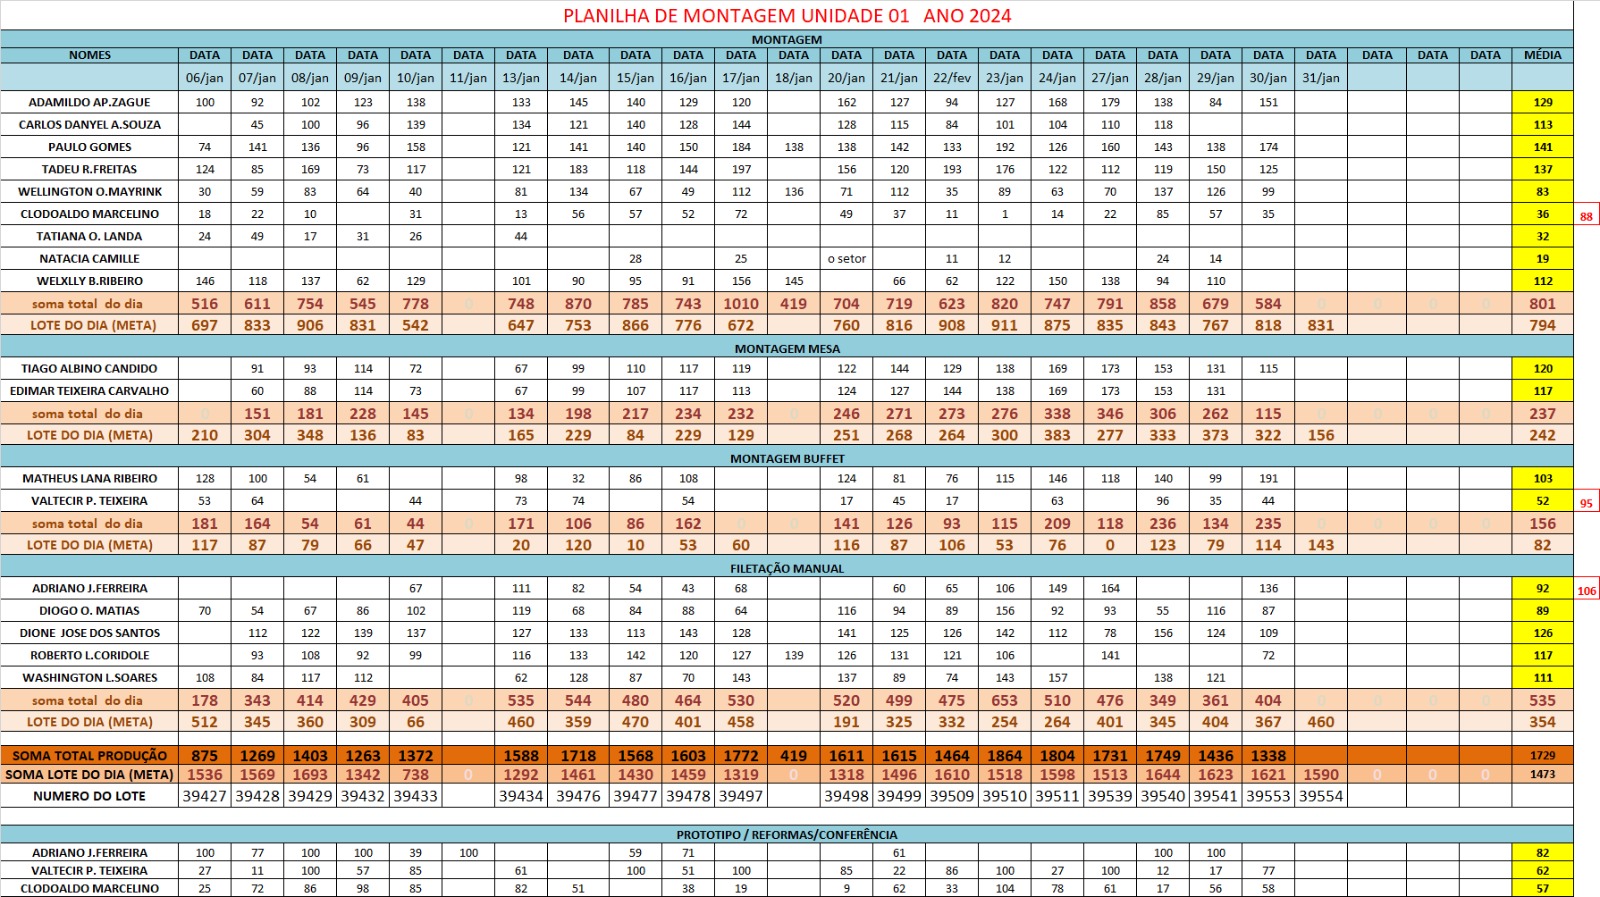 PLANILHA DE MONTAGEM UNIDADE 01 ANO 2024
MONTAGEM
NOMES DATA DATA DATA DATA DATA DATA DATA DATA DATA DATA DATA DATA DATA DATA DATA DATA DATA DATA DATA DATA DATA DATA DATA DATA DATA MÉDIA
06/jan 07/jan 08/jan 09/jan 10/jan 11/jan 13/jan 14/jan 15/jan 16/jan 17/jan 18/jan 20/jan 21/jan 22/fev 23/jan 24/jan 27/jan 28/jan 29/jan 30/jan 31/jan
ADAMILDO AP.ZAGUE 100 92 102 123 138 133 145 140 129 120 162 127 94 127 168 179 138 84 151 129
CARLOS DANYEL A.SOUZA 45 100 96 139 134 121 140 128 144 128 115 84 101 104 110 118 113
PAULO GOMES 74 141 136 96 158 121 141 140 150 184 138 138 142 133 192 126 160 143 138 174 141
TADEU R.FREITAS 124 85 169 73 117 121 183 118 144 197 156 120 193 176 122 112 119 150 125 137
WELLINGTON O.MAYRINK 30 59 83 64 40 81 134 67 49 112 136 71 112 35 89 63 70 137 126 99 83
CLODOALDO MARCELINO 18 22 10 31 13 56 57 52 72 49 37 11 1 14 22 85 57 35 36 88
TATIANA O. LANDA 24 49 17 31 26 44 32
NATACIA CAMILLE 28 25 o setor 11 12 24 14 19
WELXLLY B.RIBEIRO 146 118 137 62 129 101 90 95 91 156 145 66 62 122 150 138 94 110 112
soma total do dia 516 611 754 545 778 0 748 870 785 743 1010 419 704 719 623 820 747 791 858 679 584 0 0 0 0 801
LOTE DO DIA (META) 697 833 906 831 542 647 753 866 776 672 760 816 908 911 875 835 843 767 818 831 794
MONTAGEM MESA
TIAGO ALBINO CANDIDO 91 93 114 72 67 99 110 117 119 122 144 129 138 169 173 153 131 115 120
EDIMAR TEIXEIRA CARVALHO 60 88 114 73 67 99 107 117 113 124 127 144 138 169 173 153 131 117
soma total do dia 0 151 181 228 145 0 134 198 217 234 232 0 246 271 273 276 338 346 306 262 115 0 0 0 0 237
LOTE DO DIA (META) 210 304 348 136 83 165 229 84 229 129 251 268 264 300 383 277 333 373 322 156 242
MONTAGEM BUFFET
MATHEUS LANA RIBEIRO 128 100 54 61 98 32 86 108 124 81 76 115 146 118 140 99 191 103
VALTECIR P. TEIXEIRA 53 64 44 73 74 54 17 45 17 63 96 35 44 52 95
soma total do dia 181 164 54 61 44 0 171 106 86 162 0 0 141 126 93 115 209 118 236 134 235 0 0 0 0 156
LOTE DO DIA (META) 117 87 79 66 47 20 120 10 53 60 116 87 106 53 76 0 123 79 114 143 82
FILETAÇÃO MANUAL
ADRIANO J.FERREIRA 67 111 82 54 43 68 60 65 106 149 164 136 92 106
DIOGO O. MATIAS 70 54 67 86 102 119 68 84 88 64 116 94 89 156 92 93 55 116 87 89
DIONE JOSE DOS SANTOS 112 122 139 137 127 133 113 143 128 141 125 126 142 112 78 156 124 109 126
ROBERTO L.CORIDOLE 93 108 92 99 116 133 142 120 127 139 126 131 121 106 141 72 117
WASHINGTON L.SOARES 108 84 117 112 62 128 87 70 143 137 89 74 143 157 138 121 111
soma total do dia 178 343 414 429 405 0 535 544 480 464 530 520 499 475 653 510 476 349 361 404 0 0 0 0 535
LOTE DO DIA (META) 512 345 360 309 66 460 359 470 401 458 191 325 332 254 264 401 345 404 367 460 354
SOMA TOTAL PRODUÇÃO 875 1269 1403 1263 1372 1588 1718 1568 1603 1772 419 1611 1615 1464 1864 1804 1731 1749 1436 1338 1729
SOMA LOTE DO DIA (META) 1536 1569 1693 1342 738 0 1292 1461 1430 1459 1319 0 1318 1496 1610 1518 1598 1513 1644 1623 1621 1590 0 0 0 1473
NUMERO DO LOTE 39427 39428 39429 39432 39433 39434 39476 39477 39478 39497 39498 39499 39509 39510 39511 39539 39540 39541 39553 39554
PROTOTIPO / REFORMAS/CONFERÊNCIA
ADRIANO J.FERREIRA 100 77 100 100 39 100 59 71 61 100 100 82
VALTECIR P. TEIXEIRA 27 11 100 57 85 61 100 51 100 85 22 86 100 27 100 12 17 77 62
CLODOALDO MARCELINO 25 72 86 98 85 82 51 38 19 9 62 33 104 78 61 17 56 58 57